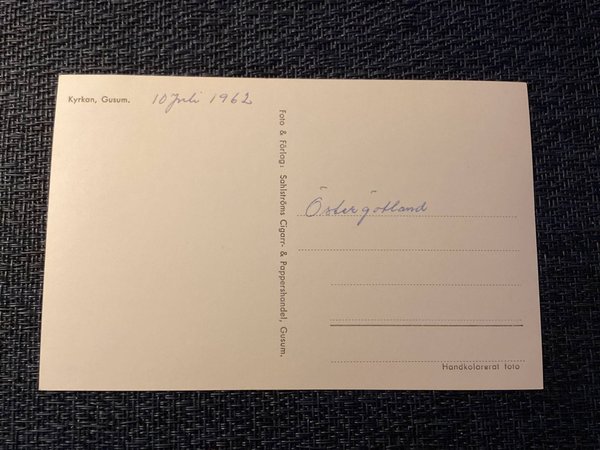 Kyrkan, Gusum. 10 Juli 1962
Foto & Förlag: Sahlströms Cigarr- & Pappershandel, Gusum.
Östergötland
Handkolorerat foto